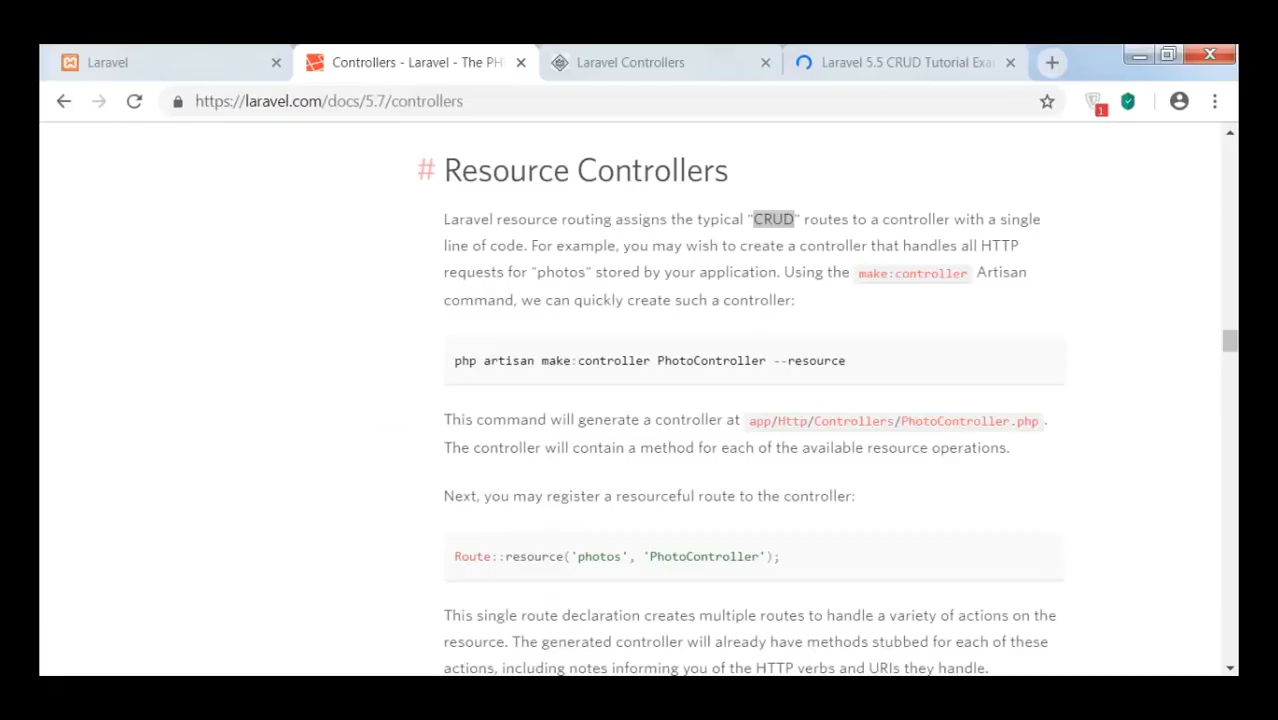 Laravel
Controllers - Laravel - The PH
Laravel Controllers
Laravel 5.5 CRUD Tutorial Exa
https://laravel.com/docs/5.7/controllers
1
# Resource Controllers
Laravel resource routing assigns the typical "CRUD" routes to a controller with a single
line of code. For example, you may wish to create a controller that handles all HTTP
requests for "photos" stored by your application. Using the make:controller Artisan
command, we can quickly create such a controller:
php artisan make:controller PhotoController --resource
This command will generate a controller at app/Http/Controllers/PhotoController.php.
The controller will contain a method for each of the available resource operations.
Next, you may register a resourceful route to the controller:
Route::resource('photos', 'PhotoController');
This single route declaration creates multiple routes to handle a variety of actions on the
resource. The generated controller will already have methods stubbed for each of these
actions, including notes informing you of the HTTP verbs and URIs they handle.